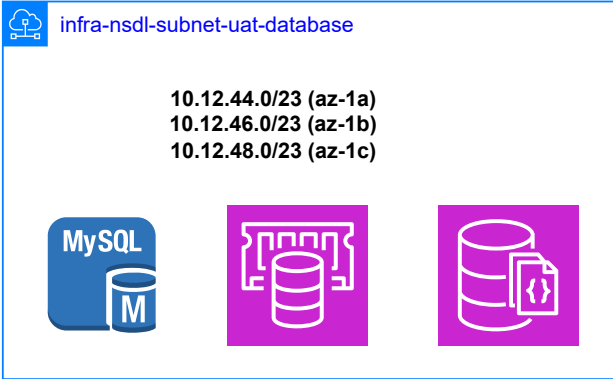 infra-nsdl-subnet-uat-database
10.12.44.0/23 (az-1a)
10.12.46.0/23 (az-1b)
10.12.48.0/23 (az-1c)
MySQL
M
{}